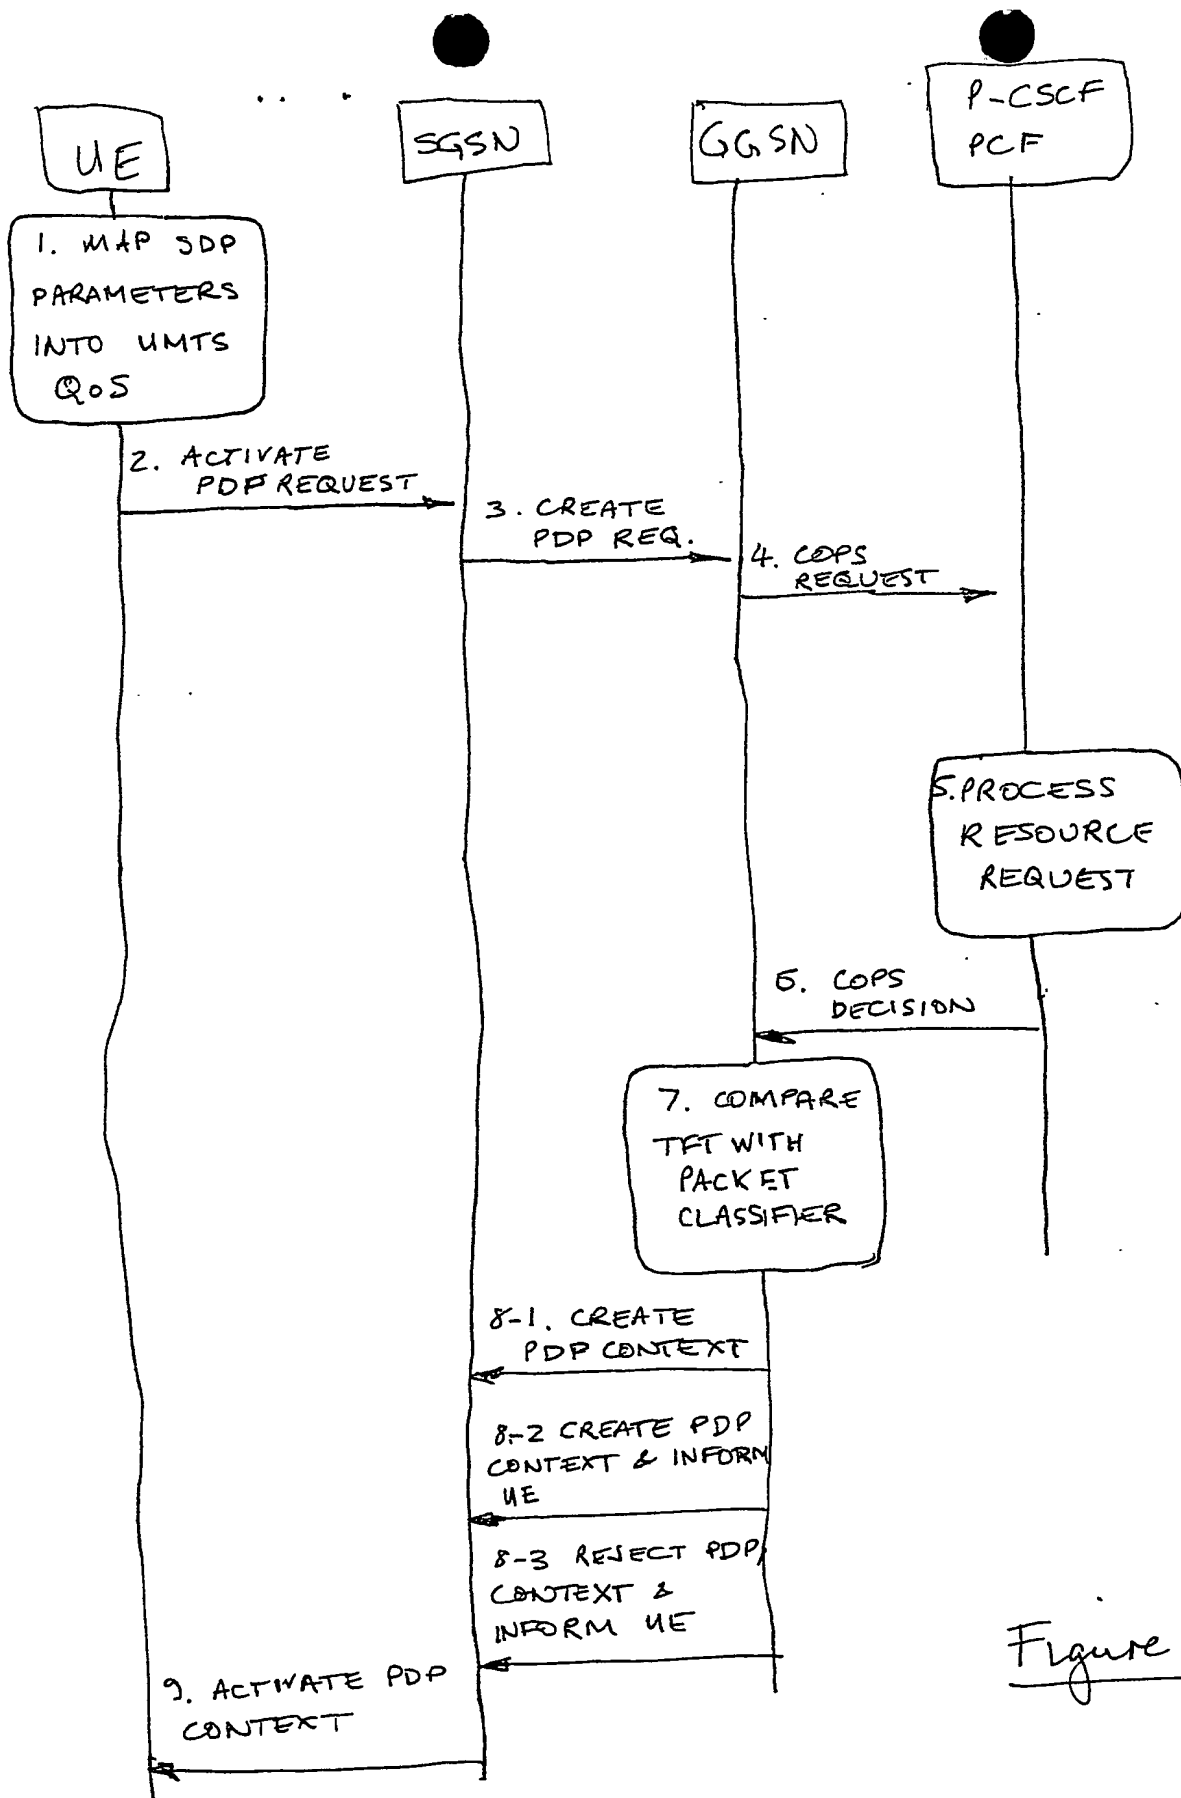 UE
SGSN
GGSN
P-CSCF
PCF
1. MAP SDP
PARAMETERS
INTO UMTS
QoS
2. ACTIVATE
PDP REQUEST
3. CREATE
PDP REQ.
4. COPS
REQUEST
5. PROCESS
RESOURCE
REQUEST
6. COPS
DECISION
7. COMPARE
TFT WITH
PACKET
CLASSIFIER
8-1. CREATE
PDP CONTEXT
8-2 CREATE PDP
CONTEXT & INFORM
UE
8-3 REJECT PDP
CONTEXT &
INFORM UE
9. ACTIVATE PDP
CONTEXT
Figure